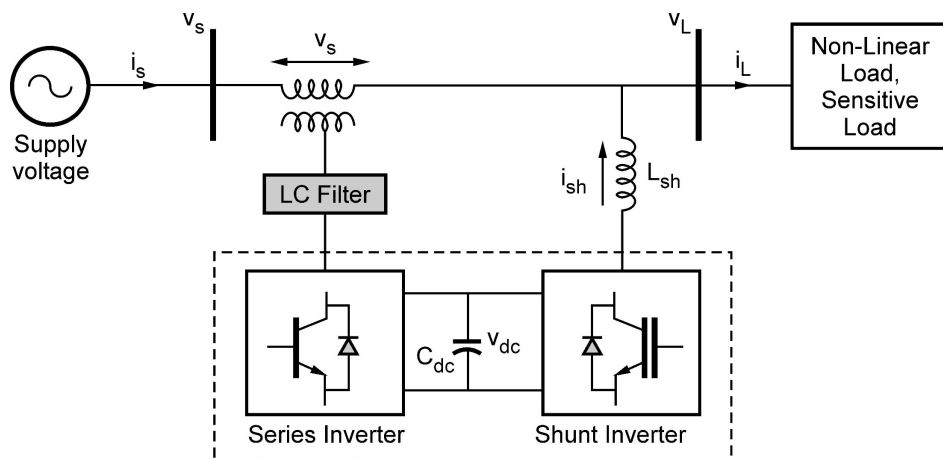 v_s
v_s
v_L
i_s
i_L
Non-Linear
Load,
Sensitive
Load
Supply
voltage
i_sh
L_sh
LC Filter
C_dc
v_dc
Series Inverter
Shunt Inverter